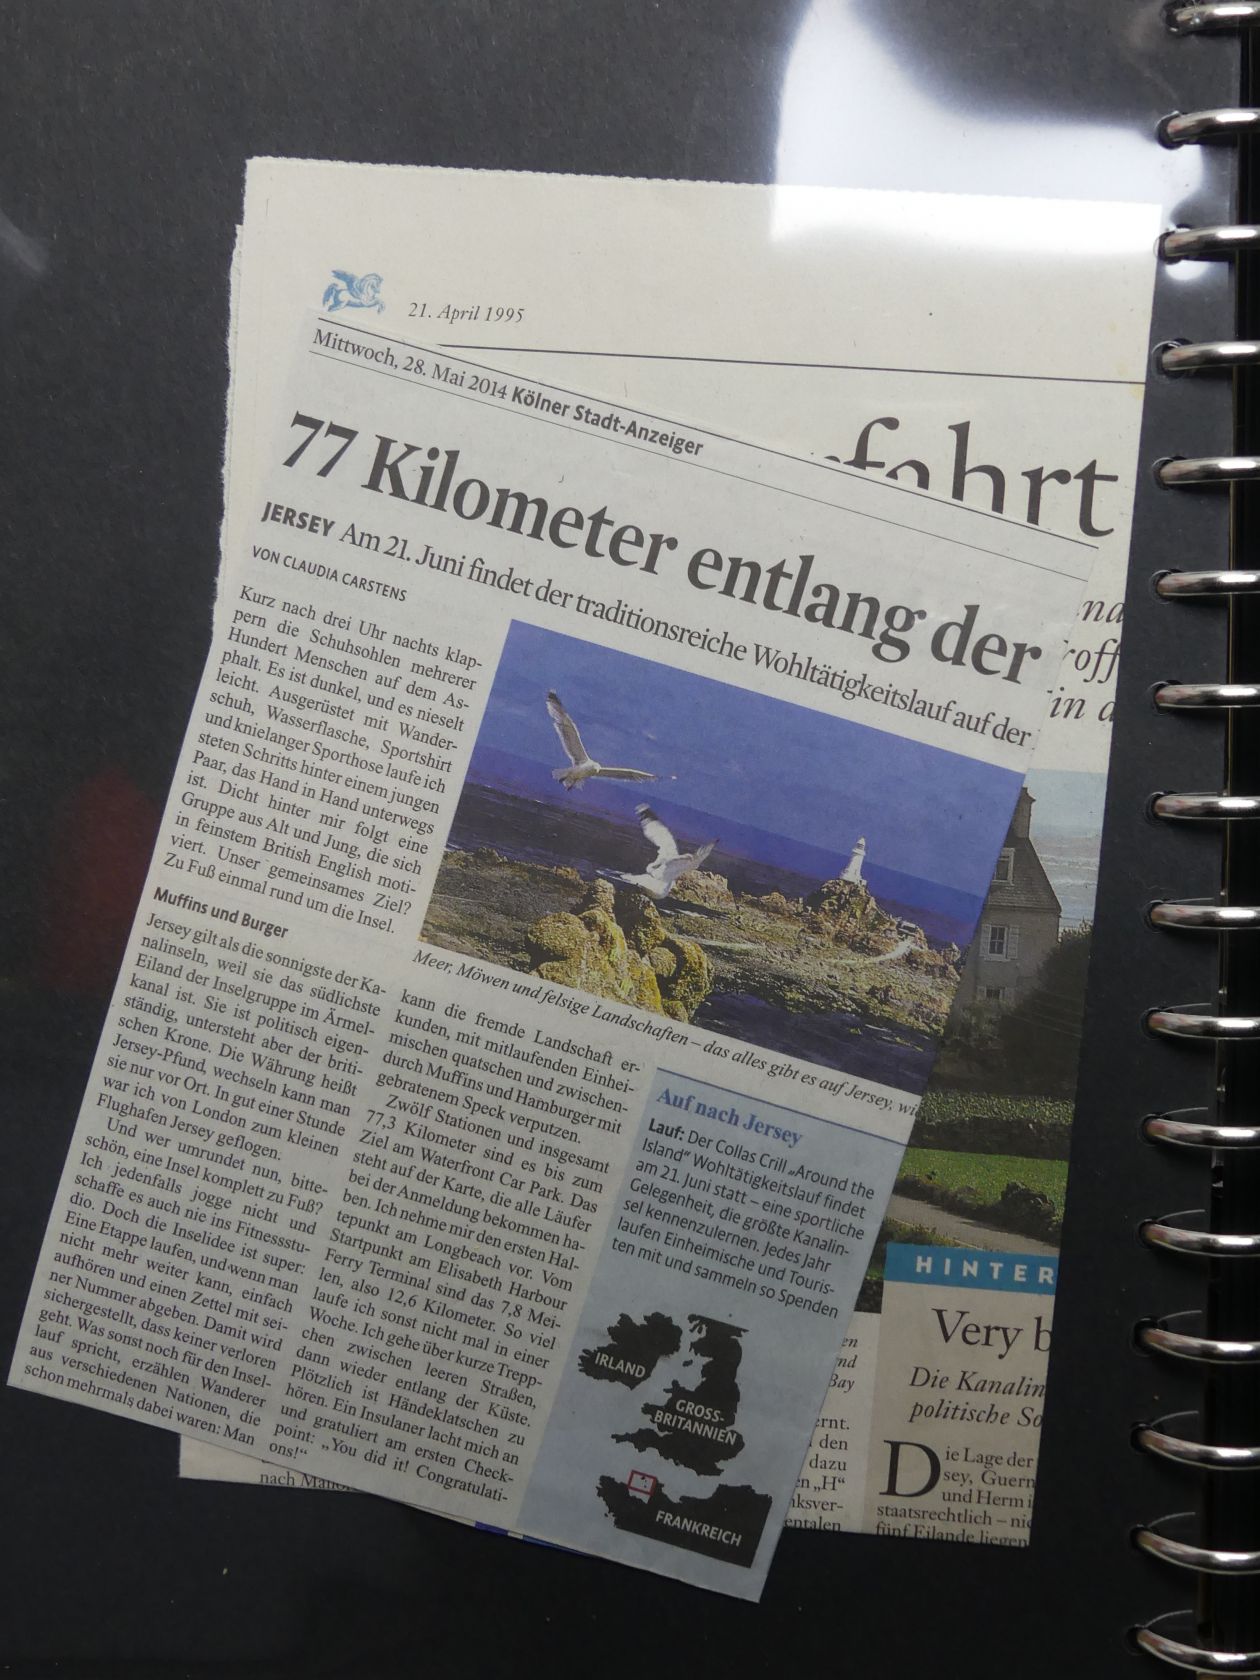 21. April 1995
Mittwoch, 28. Mai 2014 Kölner Stadt-Anzeiger
fahrt
77 Kilometer entlang der
JERSEY Am 21. Juni findet der traditionsreiche Wohltätigkeitslauf auf der
VON CLAUDIA CARSTENS
Kurz nach drei Uhr nachts klap-
pern die Schuhsohlen mehrerer
Hundert Menschen auf dem As-
phalt. Es ist dunkel, und es nieselt
leicht. Ausgerüstet mit Wander-
schuh, Wasserflasche, Sportshirt
und knielanger Sporthose laufe ich
steten Schritts hinter einem jungen
Paar, das Hand in Hand unterwegs
ist. Dicht hinter mir folgt eine
Gruppe aus Alt und Jung, die sich
in feinstem British English moti-
viert. Unser gemeinsames Ziel?
Zu Fuß einmal rund um die Insel.
Muffins und Burger
Jersey gilt als die sonnigste der Ka-
nalinseln, weil sie das südlichste
Eiland der Inselgruppe im Ärmel-
kanal ist. Sie ist politisch eigen-
ständig, untersteht aber der briti-
schen Krone. Die Währung heißt
Jersey-Pfund, wechseln kann man
sie nur vor Ort. In gut einer Stunde
war ich von London zum kleinen
Flughafen Jersey geflogen.
Und wer umrundet nun, bitte-
schön, eine Insel komplett zu Fuß?
Ich jedenfalls jogge nicht und
schaffe es auch nie ins Fitnessstu-
dio. Doch die Inselidee ist super:
Eine Etappe laufen, und wenn man
nicht mehr weiter kann, einfach
aufhören und einen Zettel mit sei-
ner Nummer abgeben. Damit wird
sichergestellt, dass keiner verloren
geht. Was sonst noch für den Insel-
lauf spricht, erzählen Wanderer
aus verschiedenen Nationen, die
schon mehrmals dabei waren: Man
Meer, Möwen und felsige Landschaften – das alles gibt es auf Jersey, wi
kann die fremde Landschaft er-
kunden, mit mitlaufenden Einhei-
mischen quatschen und zwischen-
durch Muffins und Hamburger mit
gebratenem Speck verputzen.
Zwölf Stationen und insgesamt
77,3 Kilometer sind es bis zum
Ziel am Waterfront Car Park. Das
steht auf der Karte, die alle Läufer
bei der Anmeldung bekommen ha-
ben. Ich nehme mir den ersten Hal-
tepunkt am Longbeach vor. Vom
Startpunkt am Elisabeth Harbour
Ferry Terminal sind das 7,8 Mei-
len, also 12,6 Kilometer. So viel
laufe ich sonst nicht mal in einer
Woche. Ich gehe über kurze Trepp-
chen zwischen leeren Straßen,
dann wieder entlang der Küste.
Plötzlich ist Händeklatschen zu
hören. Ein Insulaner lacht mich an
und gratuliert am ersten Check-
point: „You did it! Congratulati-
ons!“
Auf nach Jersey
Lauf: Der Collas Crill „Around the
Island“ Wohltätigkeitslauf findet
am 21. Juni statt – eine sportliche
Gelegenheit, die größte Kanalin-
sel kennenzulernen. Jedes Jahr
laufen Einheimische und Touris-
ten mit und sammeln so Spenden
IRLAND
GROSS-
BRITANNIEN
FRANKREICH
roff
in d
HINTER
Very b
Die Kanalin
politische So
Die Lage der
sey, Guern
und Herm i
staatsrechtlich – nie
fünf Eilande liegen
nd
Bay
ernt.
den
dazu
en „H“
nksver-
entalen